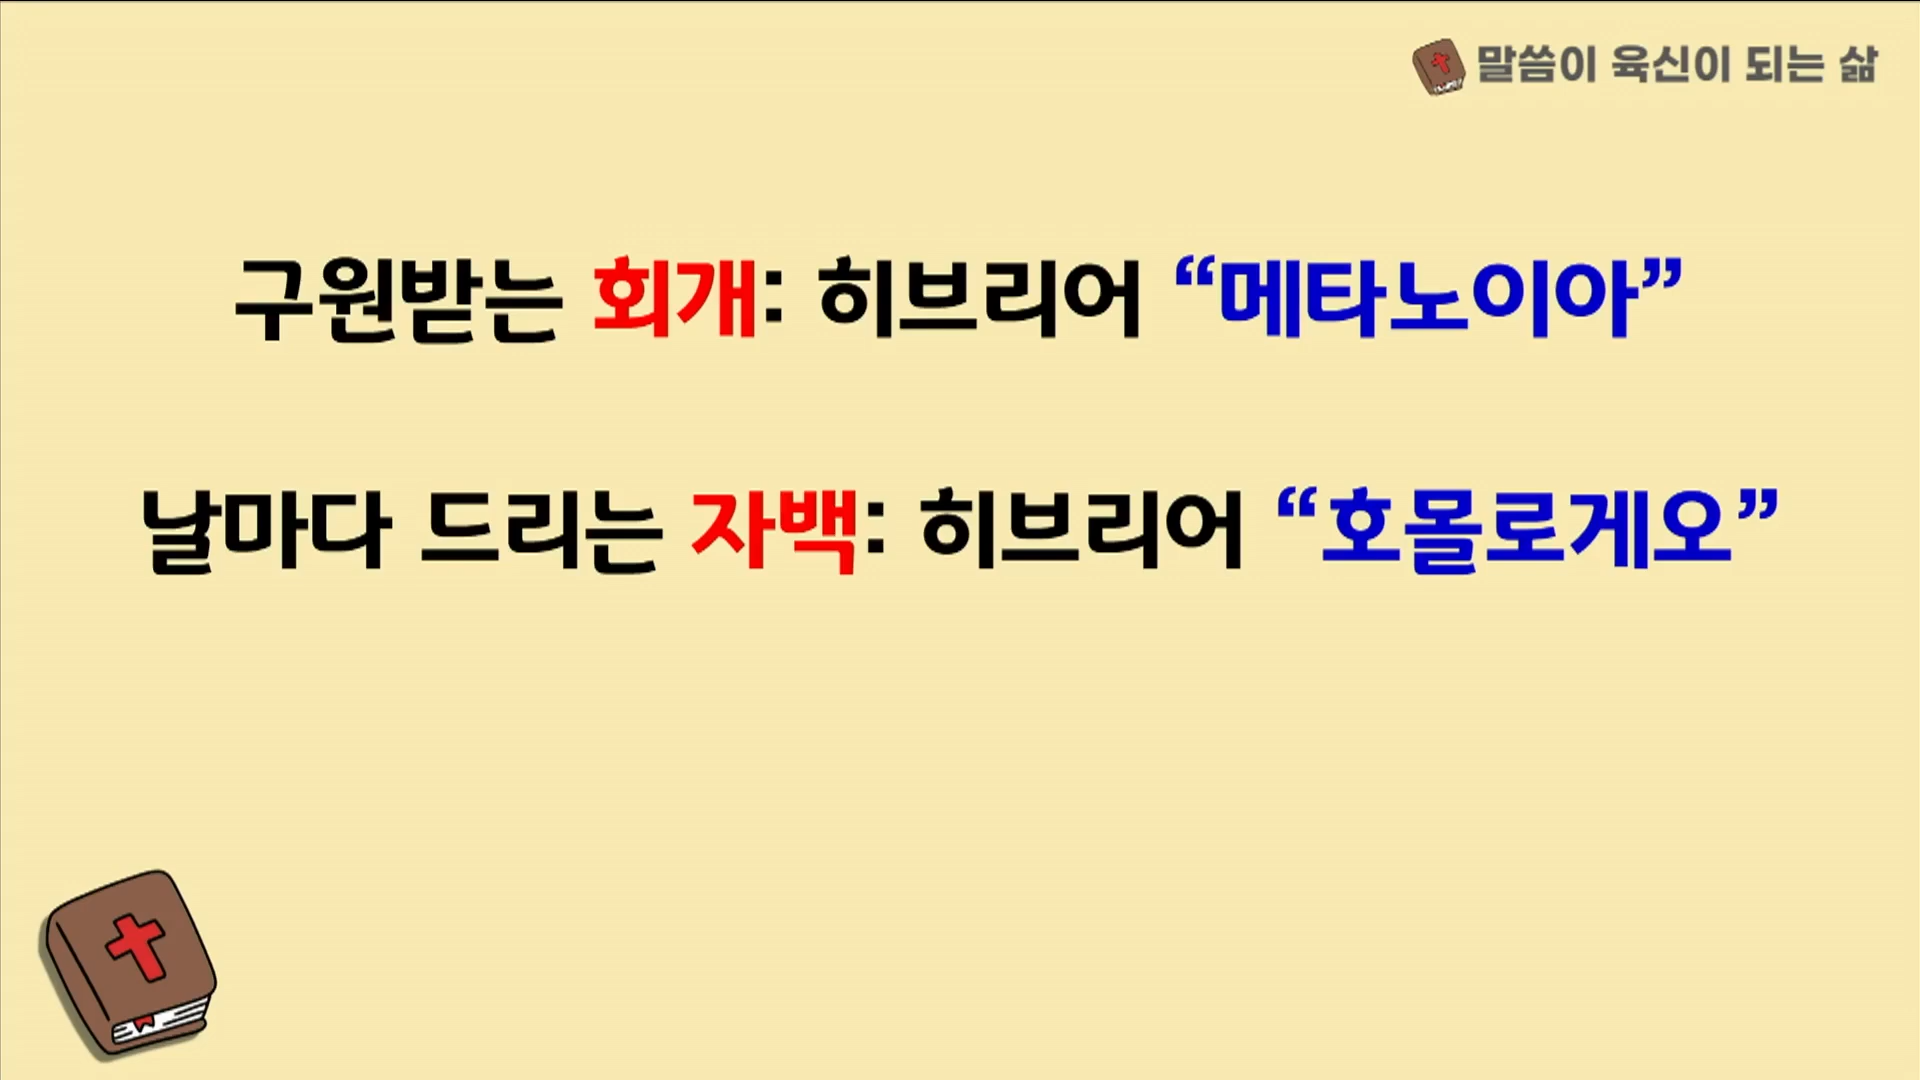 말씀이 육신이 되는 삶
구원받는 회개: 히브리어 “메타노이아”
날마다 드리는 자백: 히브리어 “호몰로게오”